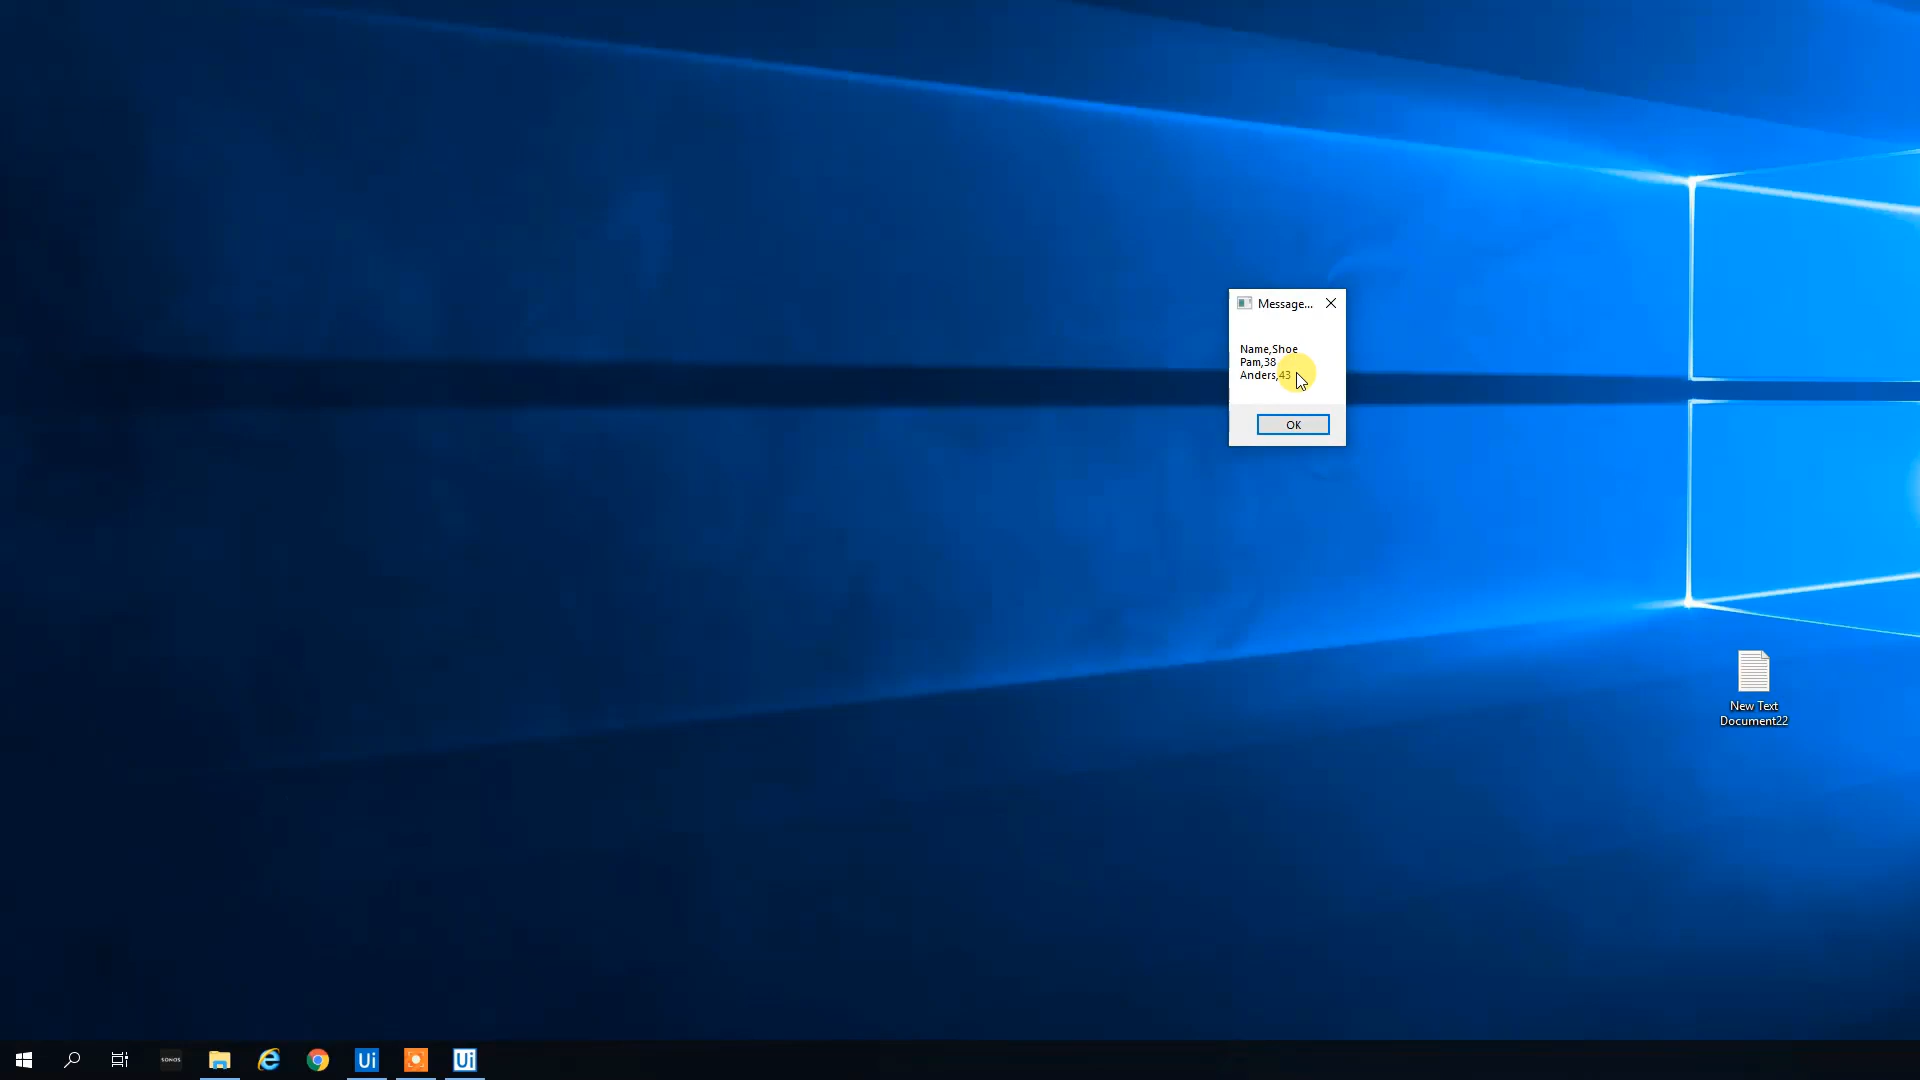 Message...
Name,Shoe
Pam,38
Anders,43
OK
New Text
Document22
SONOS
Ui
Ui